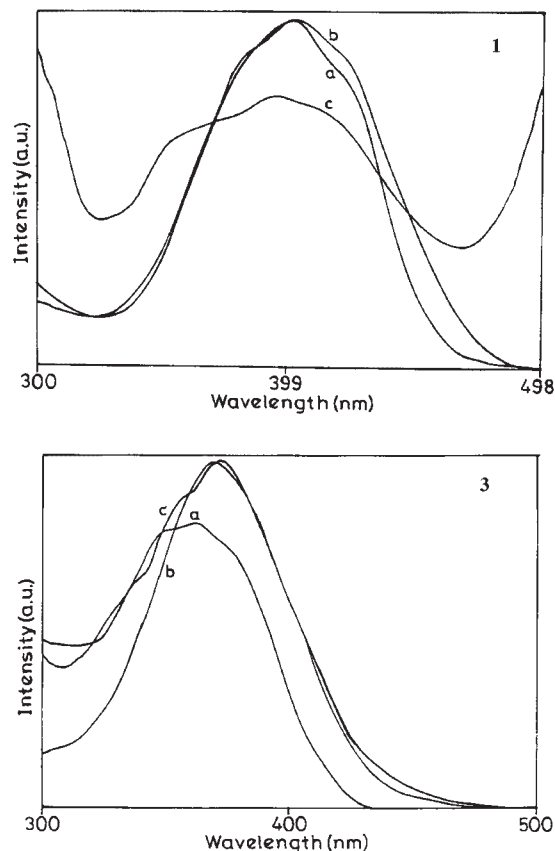 1
b
a
c
Intensity (a.u.)
300 399 498
Wavelength (nm)
3
c
a
b
Intensity (a.u.)
300 400 500
Wavelength (nm)